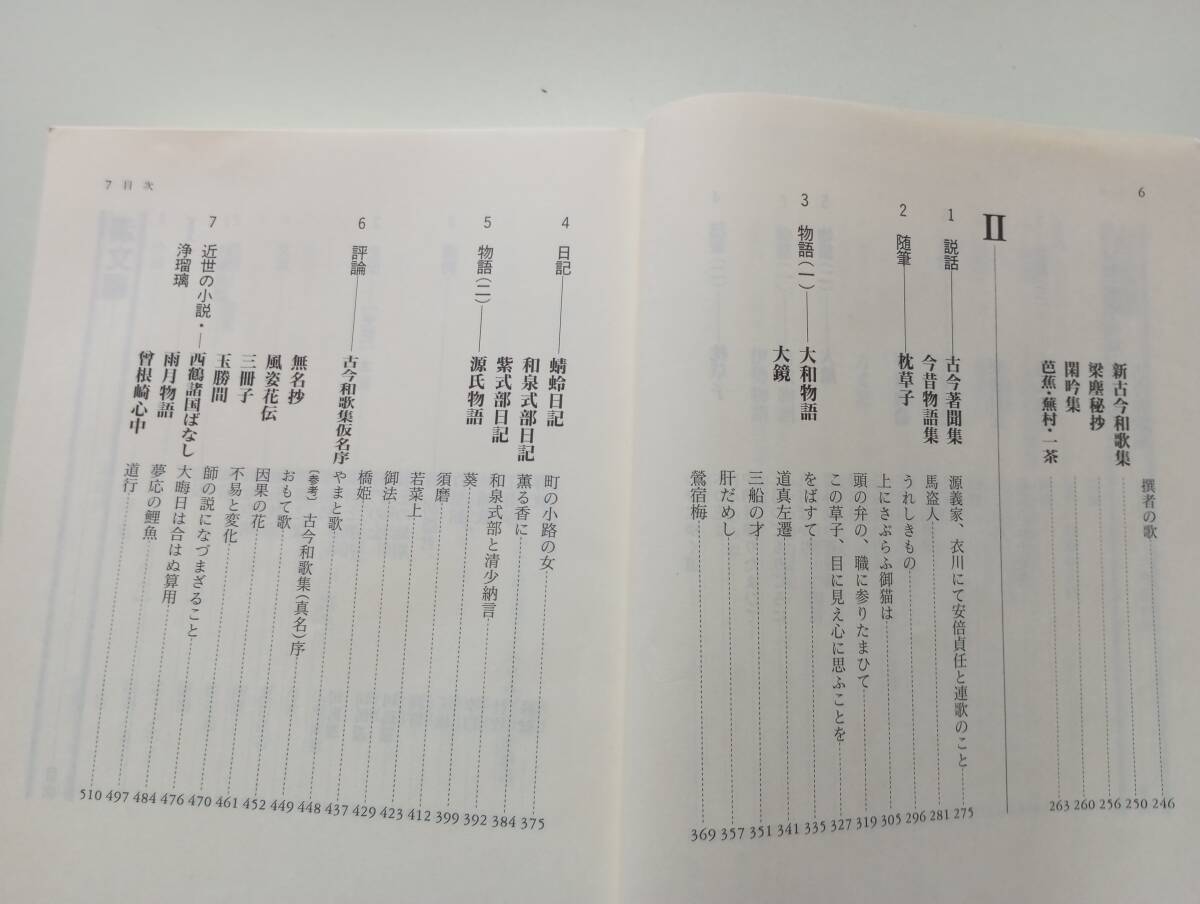 6
撰者の歌 246
新古今和歌集 250
梁塵秘抄 256
閑吟集 260
芭蕉・蕪村・一茶 263
Ⅱ
1 説話 古今著聞集 源義家、衣川にて安倍貞任と連歌のこと 275
今昔物語集 馬盗人 281
2 随筆 枕草子 うれしきもの 296
上にさぶらふ御猫は 305
頭の弁の、職に参りたまひて 319
この草子、目に見え心に思ふことを 327
3 物語(一) 大和物語 をばすて 335
大鏡 道真左遷 341
三船の才 351
肝だめし 357
鶯宿梅 369
7 目次
4 日記 蜻蛉日記 町の小路の女 375
和泉式部日記 薫る香に 384
紫式部日記 和泉式部と清少納言 392
5 物語(二) 源氏物語 葵 399
須磨 412
若菜上 423
御法 429
橋姫 437
6 評論 古今和歌集仮名序 やまと歌 448
〔参考〕 古今和歌集(真名)序 449
無名抄 おもて歌 452
風姿花伝 因果の花 461
三冊子 不易と変化 470
玉勝間 師の説になづまざること 476
7 近世の小説・浄瑠璃 西鶴諸国ばなし 大晦日は合はぬ算用 484
雨月物語 夢応の鯉魚 497
曾根崎心中 道行 510